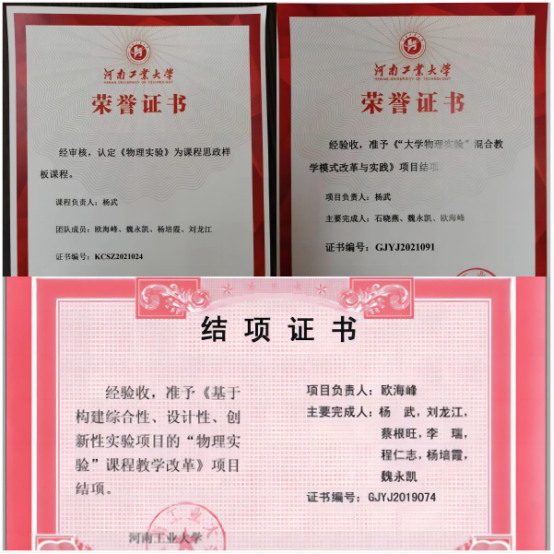 河南工业大学
HENAN UNIVERSITY OF TECHNOLOGY
荣誉证书
经审核，认定《物理实验》为课程思政样
板课程。
课程负责人：杨武
团队成员：欧海峰、魏永凯、杨培霞、刘龙江
证书编号：KCSZ2021024
河南工业大学
HENAN UNIVERSITY OF TECHNOLOGY
荣誉证书
经验收，准予《“大学物理实验”混合教
学模式改革与实践》项目结项
项目负责人：杨武
主要完成人：石晓燕、魏永凯、欧海峰
证书编号：GJYJ2021091
结项证书
经验收，准予《基于
构建综合性、设计性、创
新性实验项目的“物理实
验”课程教学改革》项目
结项。
河南工业大学
项目负责人：欧海峰
主要完成人：杨 武，刘龙江，
蔡根旺，李 瑞，
程仁志，杨培霞，
魏永凯
证书编号：GJYJ2019074